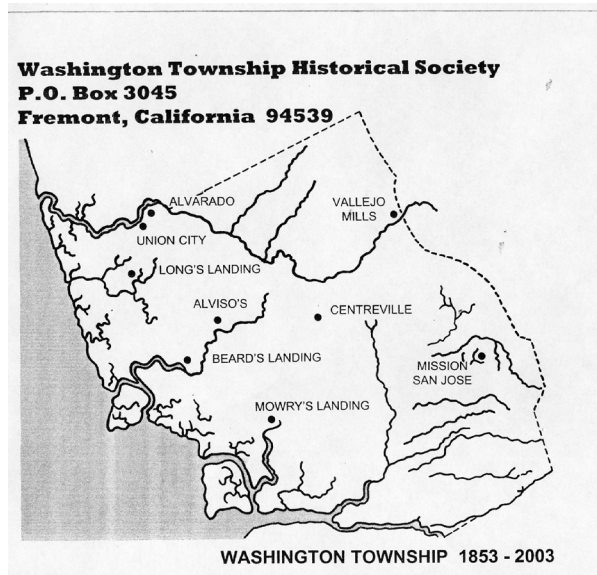 Washington Township Historical Society
P.O. Box 3045
Fremont, California 94539
ALVARADO
VALLEJO
MILLS
UNION CITY
LONG'S LANDING
ALVISO'S
CENTREVILLE
BEARD'S LANDING
MISSION
SAN JOSE
MOWRY'S LANDING
WASHINGTON TOWNSHIP 1853 - 2003